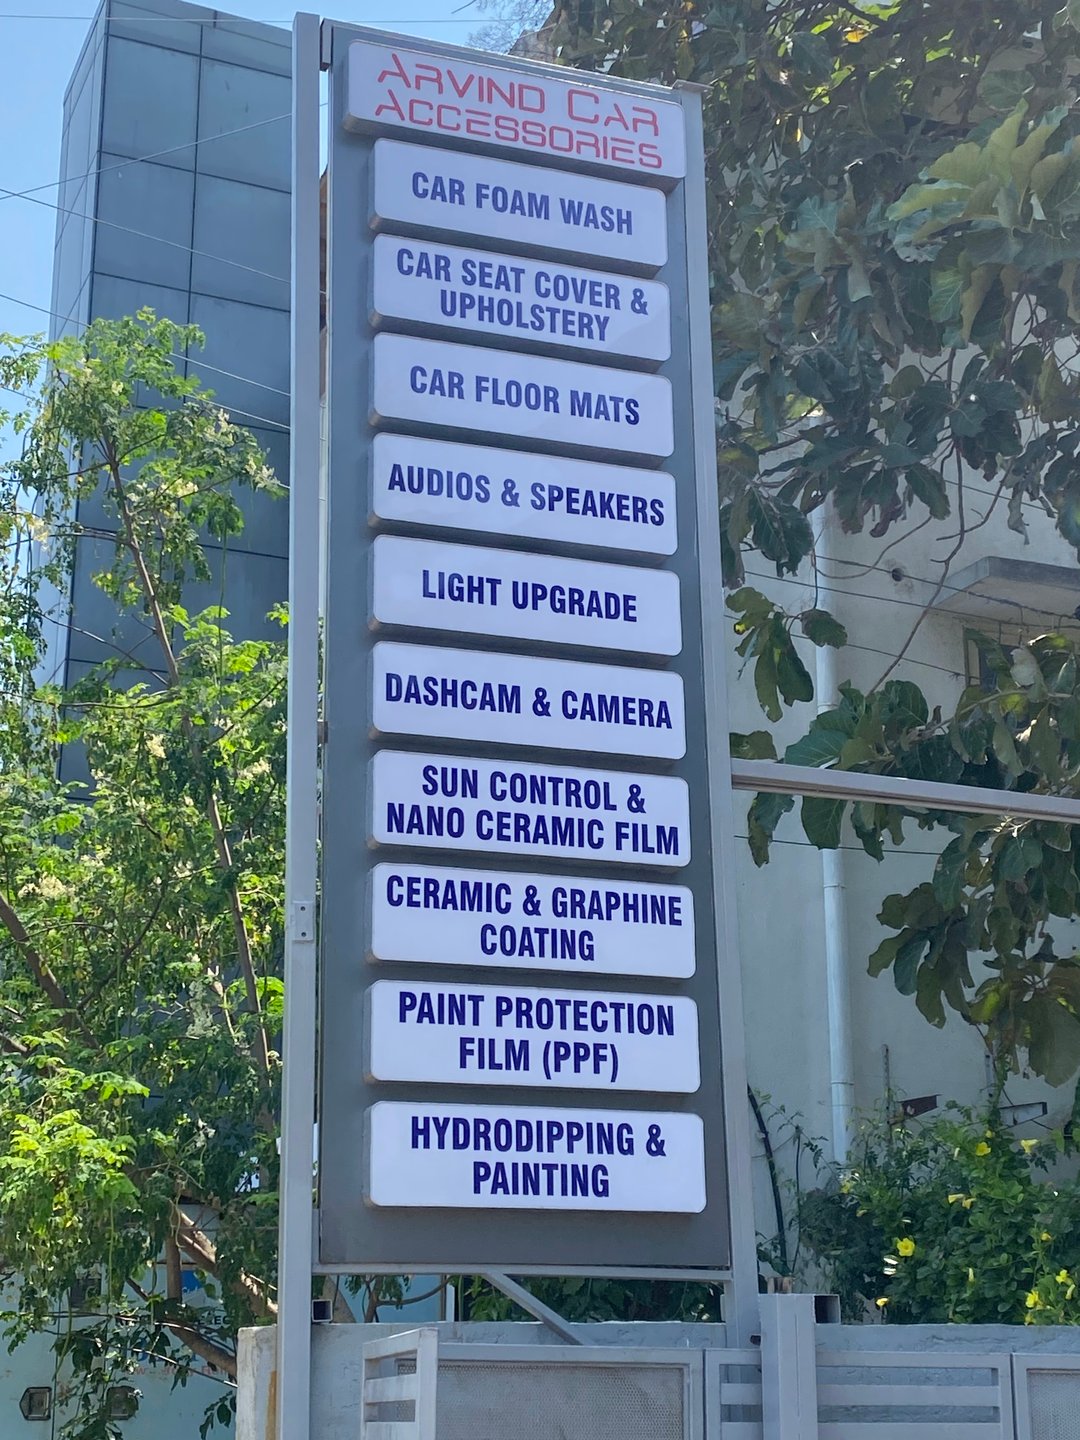 ARVIND CAR
ACCESSORIES
CAR FOAM WASH
CAR SEAT COVER &
UPHOLSTERY
CAR FLOOR MATS
AUDIOS & SPEAKERS
LIGHT UPGRADE
DASHCAM & CAMERA
SUN CONTROL &
NANO CERAMIC FILM
CERAMIC & GRAPHINE
COATING
PAINT PROTECTION
FILM (PPF)
HYDRODIPPING &
PAINTING